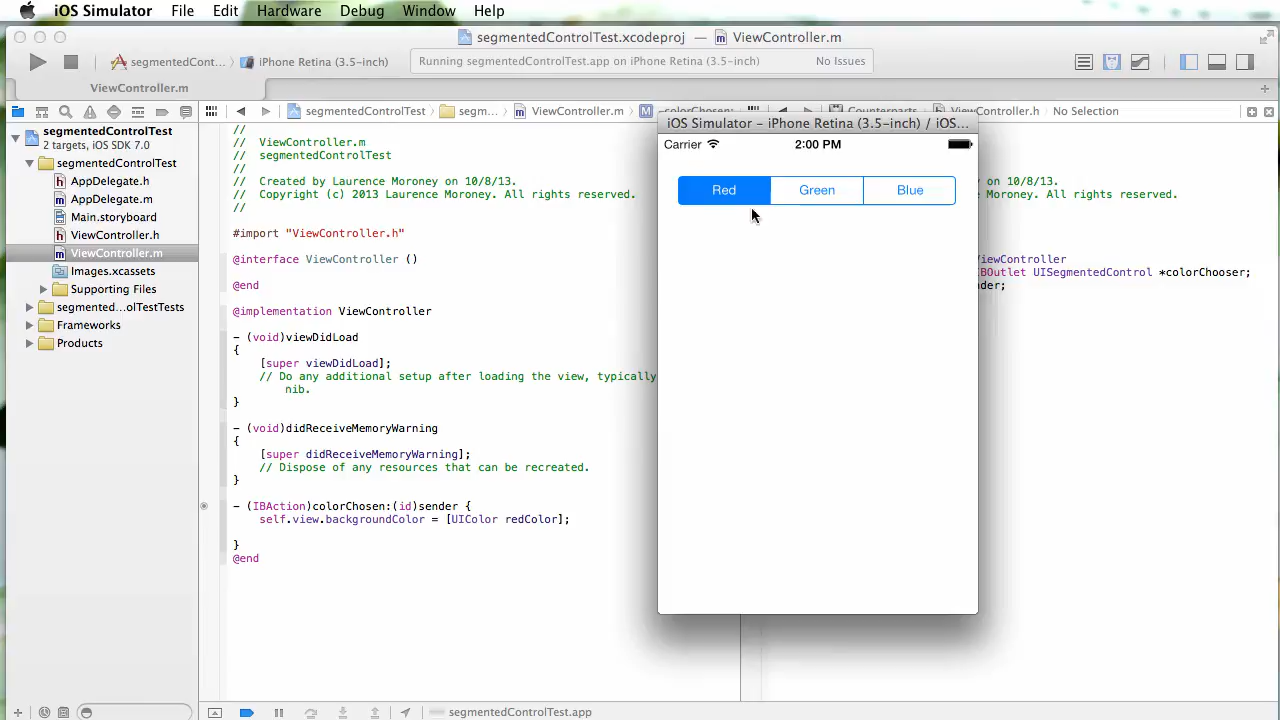 iOS Simulator File Edit Hardware Debug Window Help
segmentedControlTest.xcodeproj — ViewController.m
segmentedCont... iPhone Retina (3.5-inch) Running segmentedControlTest.app on iPhone Retina (3.5-inch) No Issues
ViewController.m
segmentedControlTest segm... ViewController.m M -colorChosen: Counterparts ViewController.h No Selection
segmentedControlTest
2 targets, iOS SDK 7.0
segmentedControlTest
h AppDelegate.h
m AppDelegate.m
Main.storyboard
h ViewController.h
m ViewController.m
Images.xcassets
Supporting Files
segmented...olTestTests
Frameworks
Products
//
// ViewController.m
// segmentedControlTest
//
// Created by Laurence Moroney on 10/8/13.
// Copyright (c) 2013 Laurence Moroney. All rights reserved.
//
#import "ViewController.h"
@interface ViewController ()
@end
@implementation ViewController
- (void)viewDidLoad
{
[super viewDidLoad];
// Do any additional setup after loading the view, typically
nib.
}
- (void)didReceiveMemoryWarning
{
[super didReceiveMemoryWarning];
// Dispose of any resources that can be recreated.
}
- (IBAction)colorChosen:(id)sender {
self.view.backgroundColor = [UIColor redColor];
}
@end
iOS Simulator - iPhone Retina (3.5-inch) / iOS...
Carrier 2:00 PM
Red Green Blue
y on 10/8/13.
Moroney. All rights reserved.
ViewController
IBOutlet UISegmentedControl *colorChooser;
nder;
segmentedControlTest.app